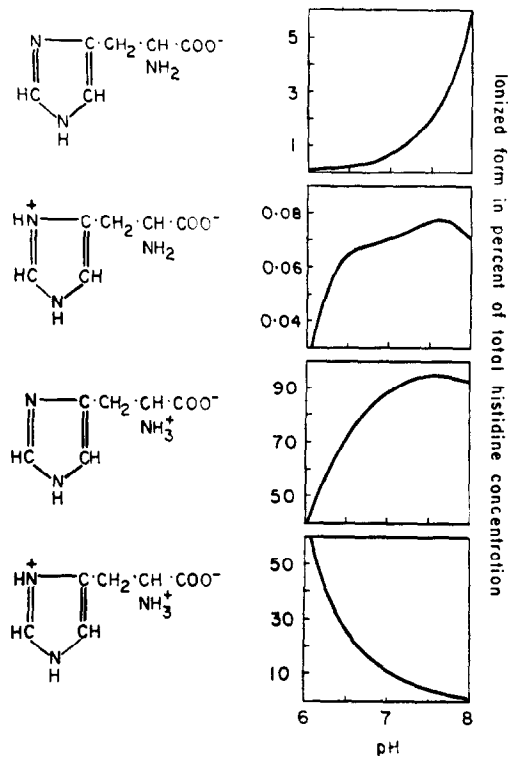 N C·CH₂·CH·COO⁻
NH₂
HC CH
N
H
HN⁺ C·CH₂·CH·COO⁻
NH₂
HC CH
N
H
N C·CH₂·CH·COO⁻
NH₃⁺
HC CH
N
H
HN⁺ C·CH₂·CH·COO⁻
NH₃⁺
HC CH
N
H
5
3
1
0·08
0·06
0·04
90
70
50
50
30
10
6 7 8
pH
Ionized form in percent of total histidine concentration